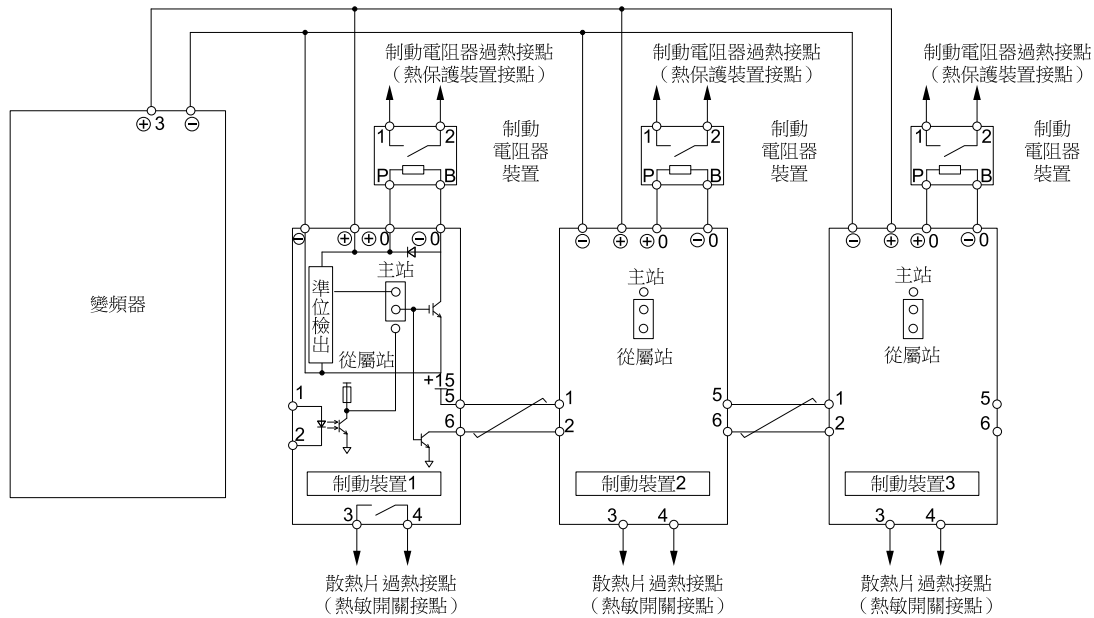 制動電阻器過熱接點
（熱保護裝置接點）
制動電阻器過熱接點
（熱保護裝置接點）
制動電阻器過熱接點
（熱保護裝置接點）
⊕3 ⊖
1 2
P B
制動
電阻器
裝置
1 2
P B
制動
電阻器
裝置
1 2
P B
制動
電阻器
裝置
變頻器
⊖ ⊕ ⊕0 ⊖0
主站
準位檢出
從屬站
+15
1
2
5
6
制動裝置1
3 4
散熱片過熱接點
（熱敏開關接點）
⊖ ⊕ ⊕0 ⊖0
主站
從屬站
1
2
5
6
制動裝置2
3 4
散熱片過熱接點
（熱敏開關接點）
⊖ ⊕ ⊕0 ⊖0
主站
從屬站
1
2
5
6
制動裝置3
3 4
散熱片過熱接點
（熱敏開關接點）